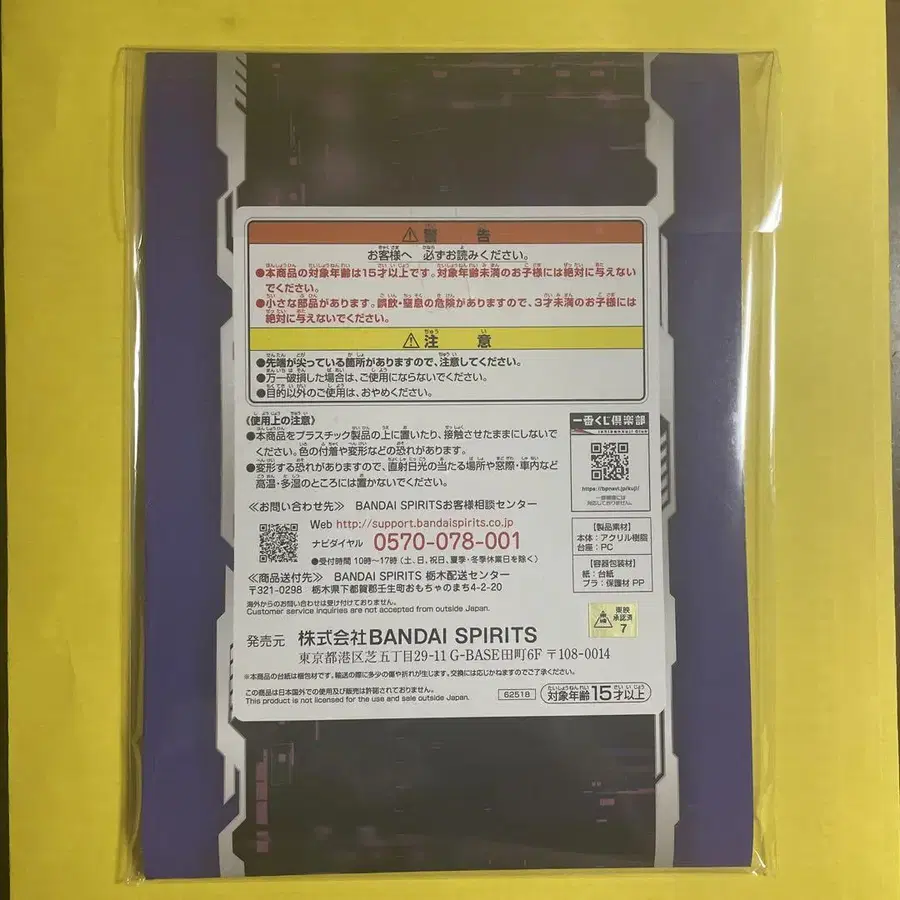 ⚠警告
お客様へ 必ずお読みください。
●本商品の対象年齢は15才以上です。対象年齢未満のお子様には絶対に与えない
でください。
●小さな部品があります。誤飲・窒息の危険がありますので、3才未満のお子様には
絶対に与えないでください。
⚠注意
●先端が尖っている箇所がありますので、注意してください。
●万一破損した場合は、ご使用にならないでください。
●目的以外のご使用は、おやめください。
《使用上の注意》
●本商品をプラスチック製品の上に置いたり、接触させたままにしないで
ください。色の付着や変形などの恐れがあります。
●変形する恐れがありますので、直射日光の当たる場所や窓際・車内など
高温・多湿のところには置かないでください。
一番くじ倶楽部
ichibankuji club
https://bpnavi.jp/kuji/
一部機種には
対応しておりません。
≪お問い合わせ先≫ BANDAI SPIRITSお客様相談センター
Web http://support.bandaispirits.co.jp
ナビダイヤル 0570-078-001
●受付時間 10時〜17時(土、日、祝日、夏季・冬季休業日を除く)
≪商品送付先≫ BANDAI SPIRITS 栃木配送センター
〒321-0298 栃木県下都賀郡壬生町おもちゃのまち4-2-20
海外からのお問い合わせは受け付けておりません。
Customer service inquiries are not accepted from outside Japan.
【製品素材】
本体:アクリル樹脂
台座:PC
【容器包装材】
紙:台紙
プラ:保護材 PP
東映
承認済
7
発売元 株式会社BANDAI SPIRITS
東京都港区芝五丁目29-11 G-BASE田町6F 〒108-0014
※本商品の台紙は梱包材です。輸送の際に多少の傷や折れが生じます。交換には応じかねますのでご了承ください。
この商品は日本国外での使用及び販売は許諾されておりません。
This product is not licensed for the use and sale outside Japan.
62518
対象年齢15才以上